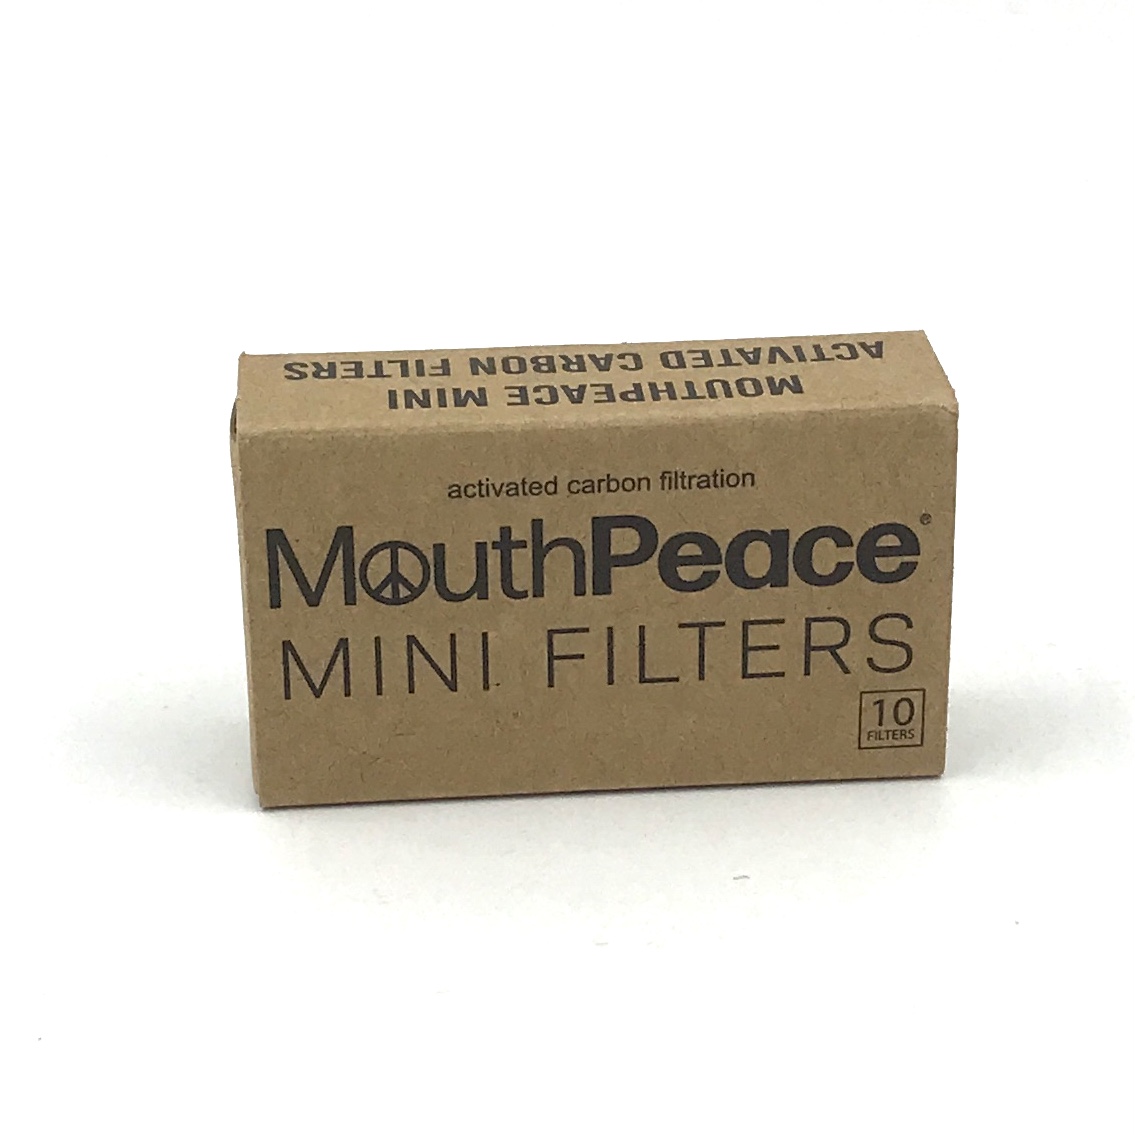 MOUTHPEACE MINI
ACTIVATED CARBON FILTERS
activated carbon filtration
MouthPeace®
MINI FILTERS
10
FILTERS